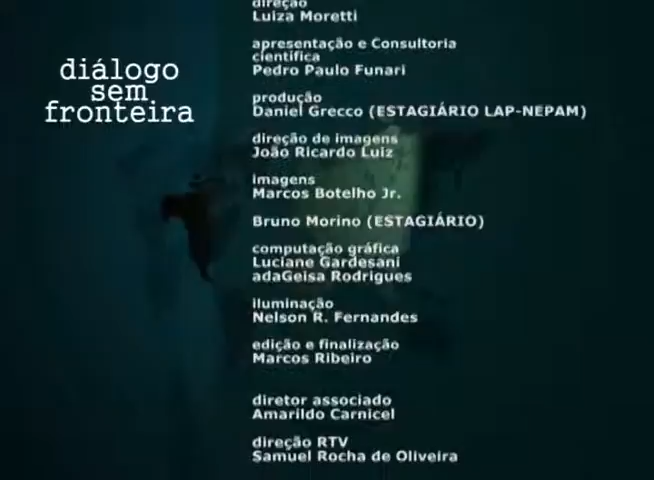 direção
Luiza Moretti
diálogo
sem
fronteira
apresentação e Consultoria
científica
Pedro Paulo Funari
produção
Daniel Grecco (ESTAGIÁRIO LAP-NEPAM)
direção de imagens
João Ricardo Luiz
imagens
Marcos Botelho Jr.
Bruno Morino (ESTAGIÁRIO)
computação gráfica
Luciane Gardesani
adaGeisa Rodrigues
iluminação
Nelson R. Fernandes
edição e finalização
Marcos Ribeiro
diretor associado
Amarildo Carnicel
direção RTV
Samuel Rocha de Oliveira